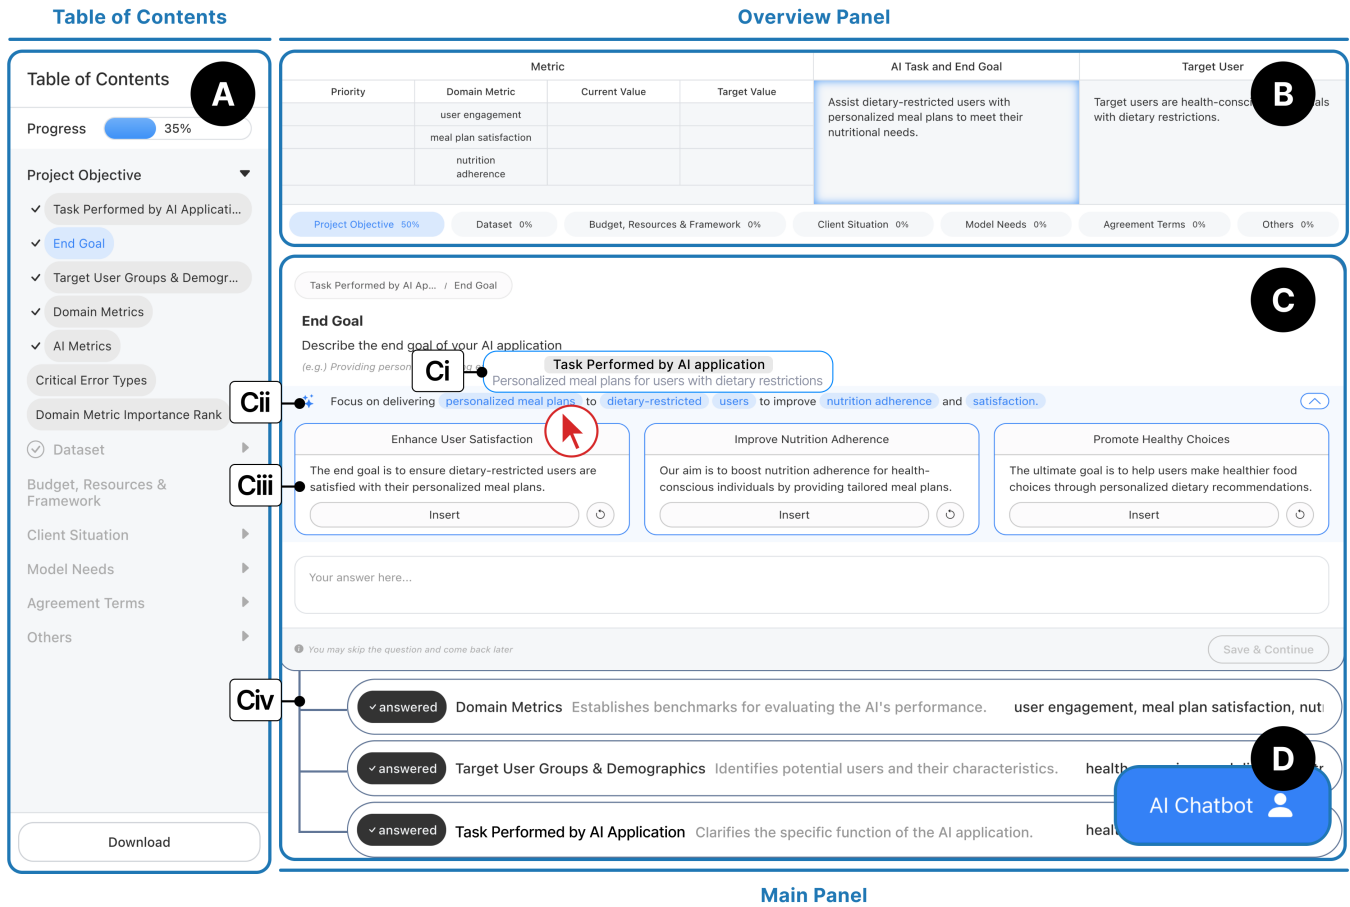 Table of Contents
Overview Panel
Table of Contents
A
Progress
35%
Project Objective
Task Performed by AI Applicati...
End Goal
Target User Groups & Demogr...
Domain Metrics
AI Metrics
Critical Error Types
Domain Metric Importance Rank
Dataset
Budget, Resources &
Framework
Client Situation
Model Needs
Agreement Terms
Others
Download
Metric
AI Task and End Goal
Target User
B
Priority
Domain Metric
Current Value
Target Value
user engagement
meal plan satisfaction
nutrition
adherence
Assist dietary-restricted users with
personalized meal plans to meet their
nutritional needs.
Target users are health-consc als
with dietary restrictions.
Project Objective 50%
Dataset 0%
Budget, Resources & Framework 0%
Client Situation 0%
Model Needs 0%
Agreement Terms 0%
Others 0%
Task Performed by AI Ap... / End Goal
C
End Goal
Describe the end goal of your AI application
(e.g.) Providing person
Ci
Task Performed by AI application
Personalized meal plans for users with dietary restrictions
Cii
Focus on delivering personalized meal plans to dietary-restricted users to improve nutrition adherence and satisfaction.
Enhance User Satisfaction
The end goal is to ensure dietary-restricted users are
satisfied with their personalized meal plans.
Insert
Improve Nutrition Adherence
Our aim is to boost nutrition adherence for health-
conscious individuals by providing tailored meal plans.
Insert
Promote Healthy Choices
The ultimate goal is to help users make healthier food
choices through personalized dietary recommendations.
Insert
Ciii
Your answer here...
You may skip the question and come back later
Save & Continue
Civ
answered Domain Metrics Establishes benchmarks for evaluating the AI's performance. user engagement, meal plan satisfaction, nut
answered Target User Groups & Demographics Identifies potential users and their characteristics. health
answered Task Performed by AI Application Clarifies the specific function of the AI application. heal
D
AI Chatbot
Main Panel